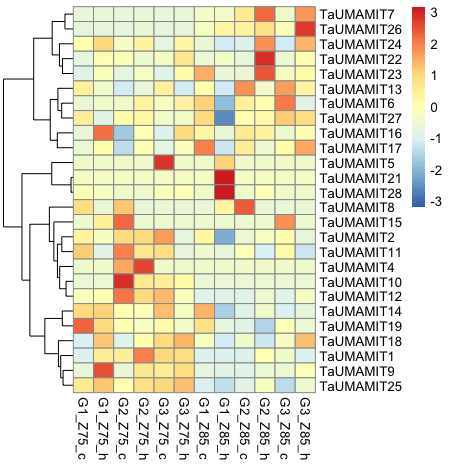 TaUMAMIT7
TaUMAMIT26
TaUMAMIT24
TaUMAMIT22
TaUMAMIT23
TaUMAMIT13
TaUMAMIT6
TaUMAMIT27
TaUMAMIT16
TaUMAMIT17
TaUMAMIT5
TaUMAMIT21
TaUMAMIT28
TaUMAMIT8
TaUMAMIT15
TaUMAMIT2
TaUMAMIT11
TaUMAMIT4
TaUMAMIT10
TaUMAMIT12
TaUMAMIT14
TaUMAMIT19
TaUMAMIT18
TaUMAMIT1
TaUMAMIT9
TaUMAMIT25
3
2
1
0
-1
-2
-3
G1_Z75_c
G1_Z75_h
G2_Z75_c
G2_Z75_h
G3_Z75_c
G3_Z75_h
G1_Z85_c
G1_Z85_h
G2_Z85_c
G2_Z85_h
G3_Z85_c
G3_Z85_h